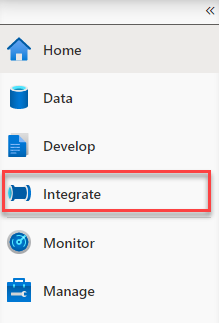 Home
Data
Develop
Integrate
Monitor
Manage